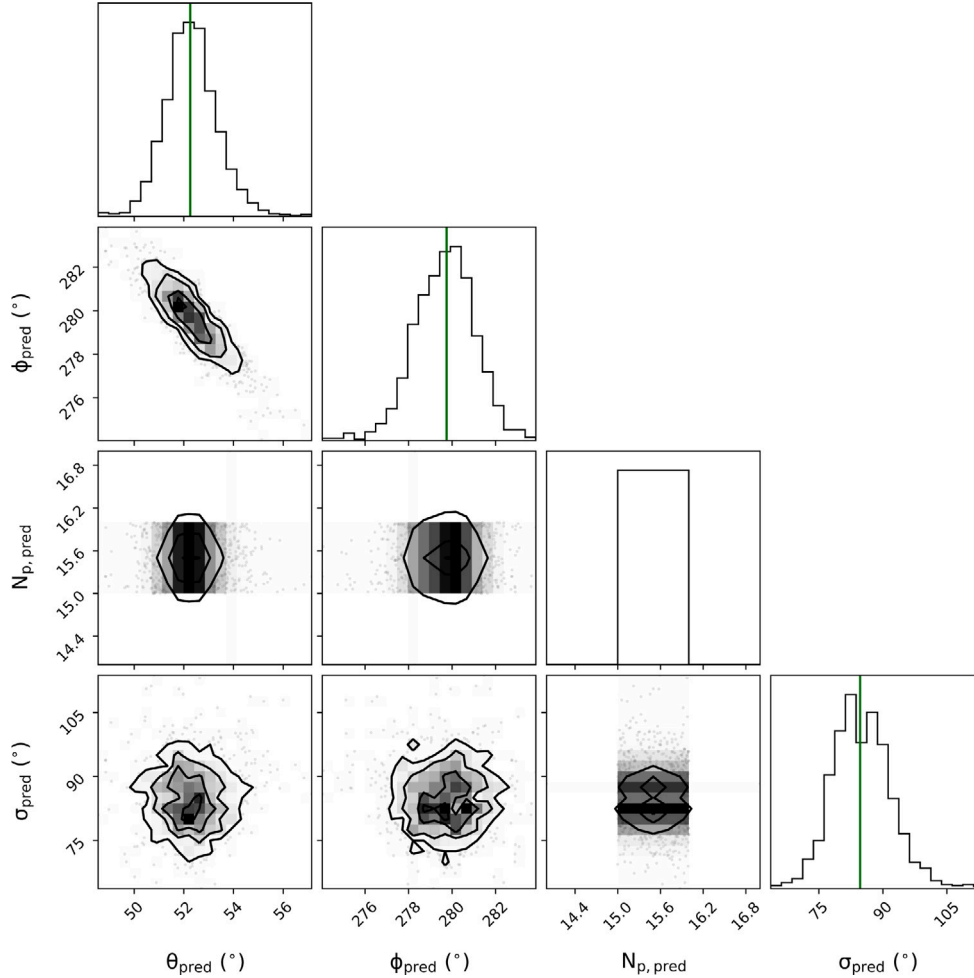 282
280
278
276
ϕpred (°)
16.8
16.2
15.6
15.0
14.4
Np, pred
105
90
75
σpred (°)
50 52 54 56
276 278 280 282
14.4 15.0 15.6 16.2 16.8
75 90 105
θpred (°) ϕpred (°) Np, pred σpred (°)